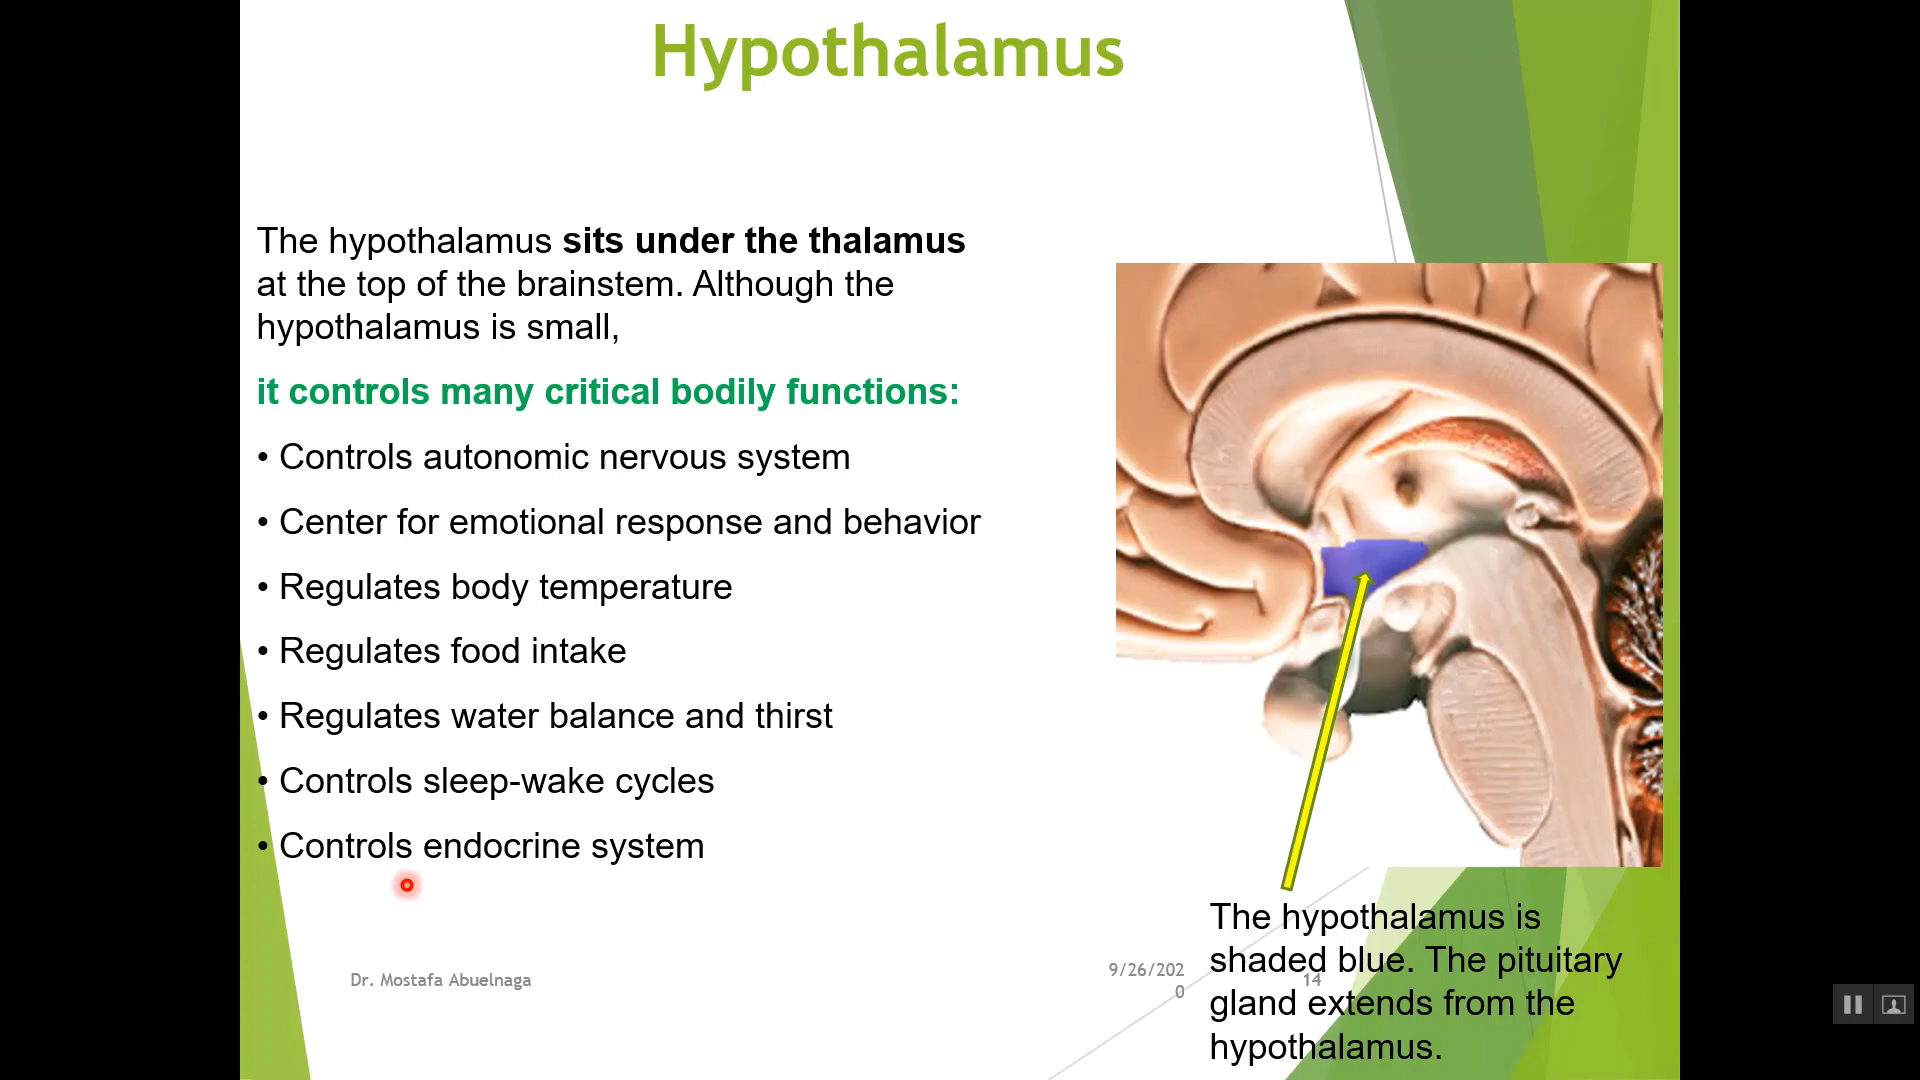 Hypothalamus
The hypothalamus sits under the thalamus
at the top of the brainstem. Although the
hypothalamus is small,
it controls many critical bodily functions:
• Controls autonomic nervous system
• Center for emotional response and behavior
• Regulates body temperature
• Regulates food intake
• Regulates water balance and thirst
• Controls sleep-wake cycles
• Controls endocrine system
The hypothalamus is
shaded blue. The pituitary
gland extends from the
hypothalamus.
Dr. Mostafa Abuelnaga
9/26/202
0
14